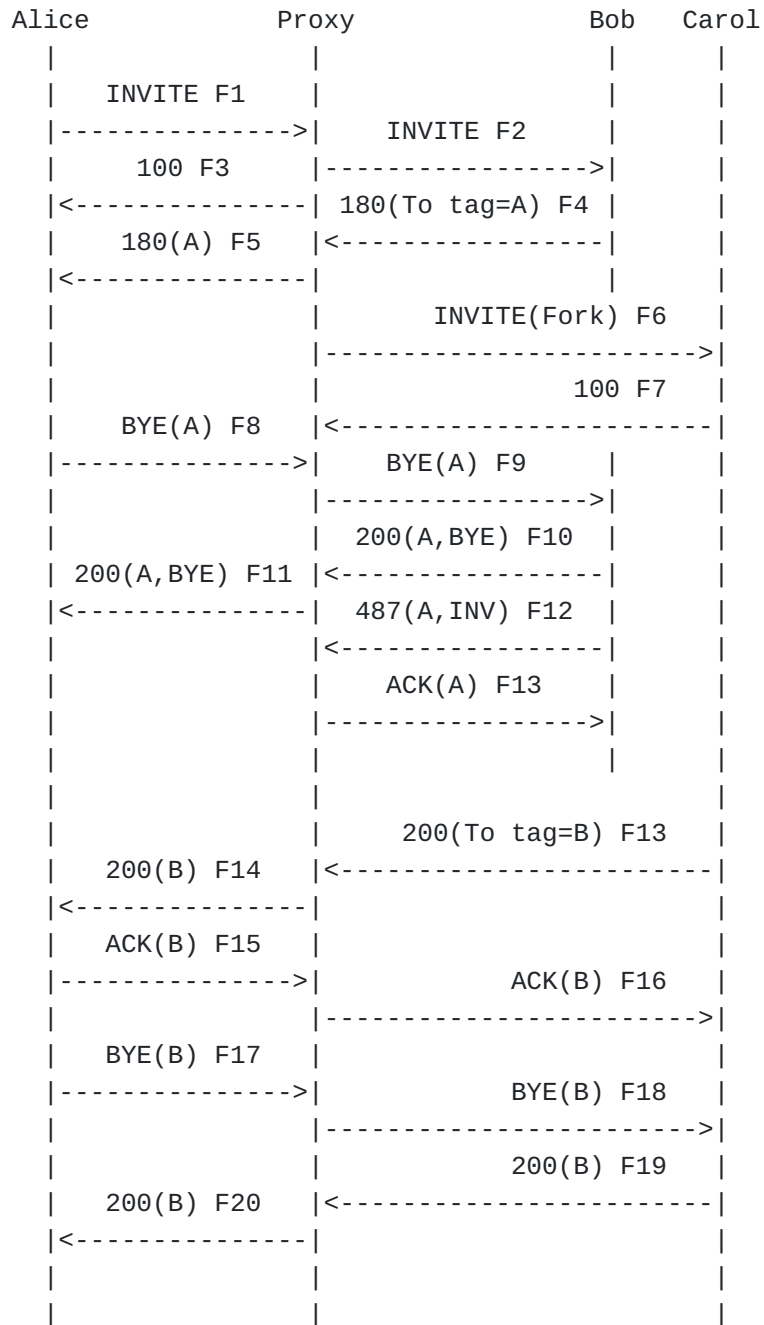 Alice Proxy Bob Carol
INVITE F1
INVITE F2
100 F3
180(To tag=A) F4
180(A) F5
INVITE(Fork) F6
100 F7
BYE(A) F8
BYE(A) F9
200(A,BYE) F10
200(A,BYE) F11
487(A,INV) F12
ACK(A) F13
200(To tag=B) F13
200(B) F14
ACK(B) F15
ACK(B) F16
BYE(B) F17
BYE(B) F18
200(B) F19
200(B) F20